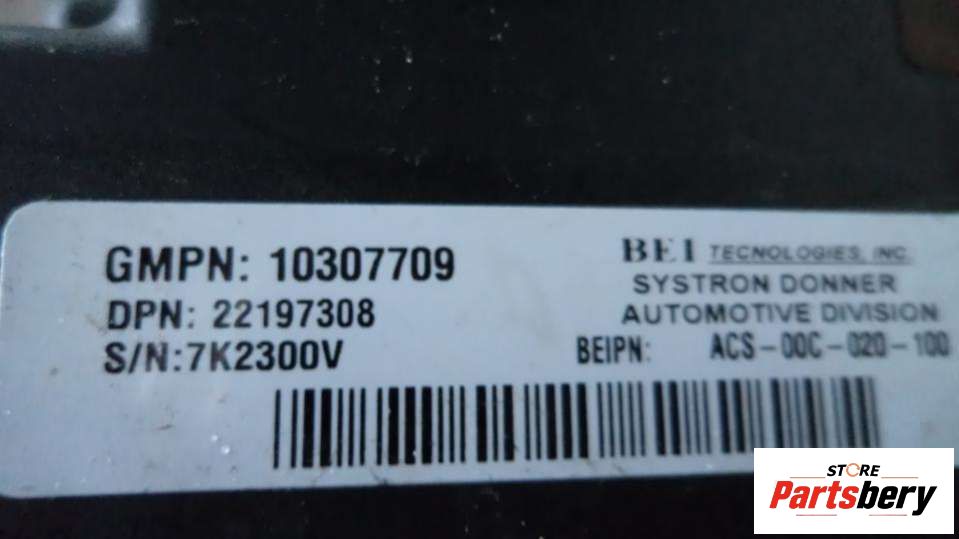 GMPN: 10307709
DPN: 22197308
S/N:7K2300V
BEI TECNOLOGIES, INC.
SYSTRON DONNER
AUTOMOTIVE DIVISION
BEIPN: ACS-00C-020-100
STORE
Partsbery